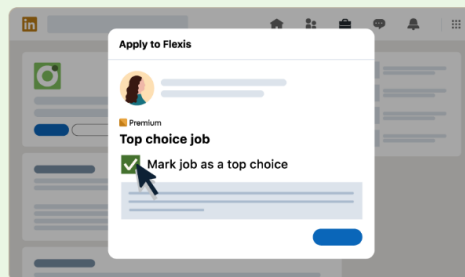 in
Apply to Flexis
Premium
Top choice job
Mark job as a top choice